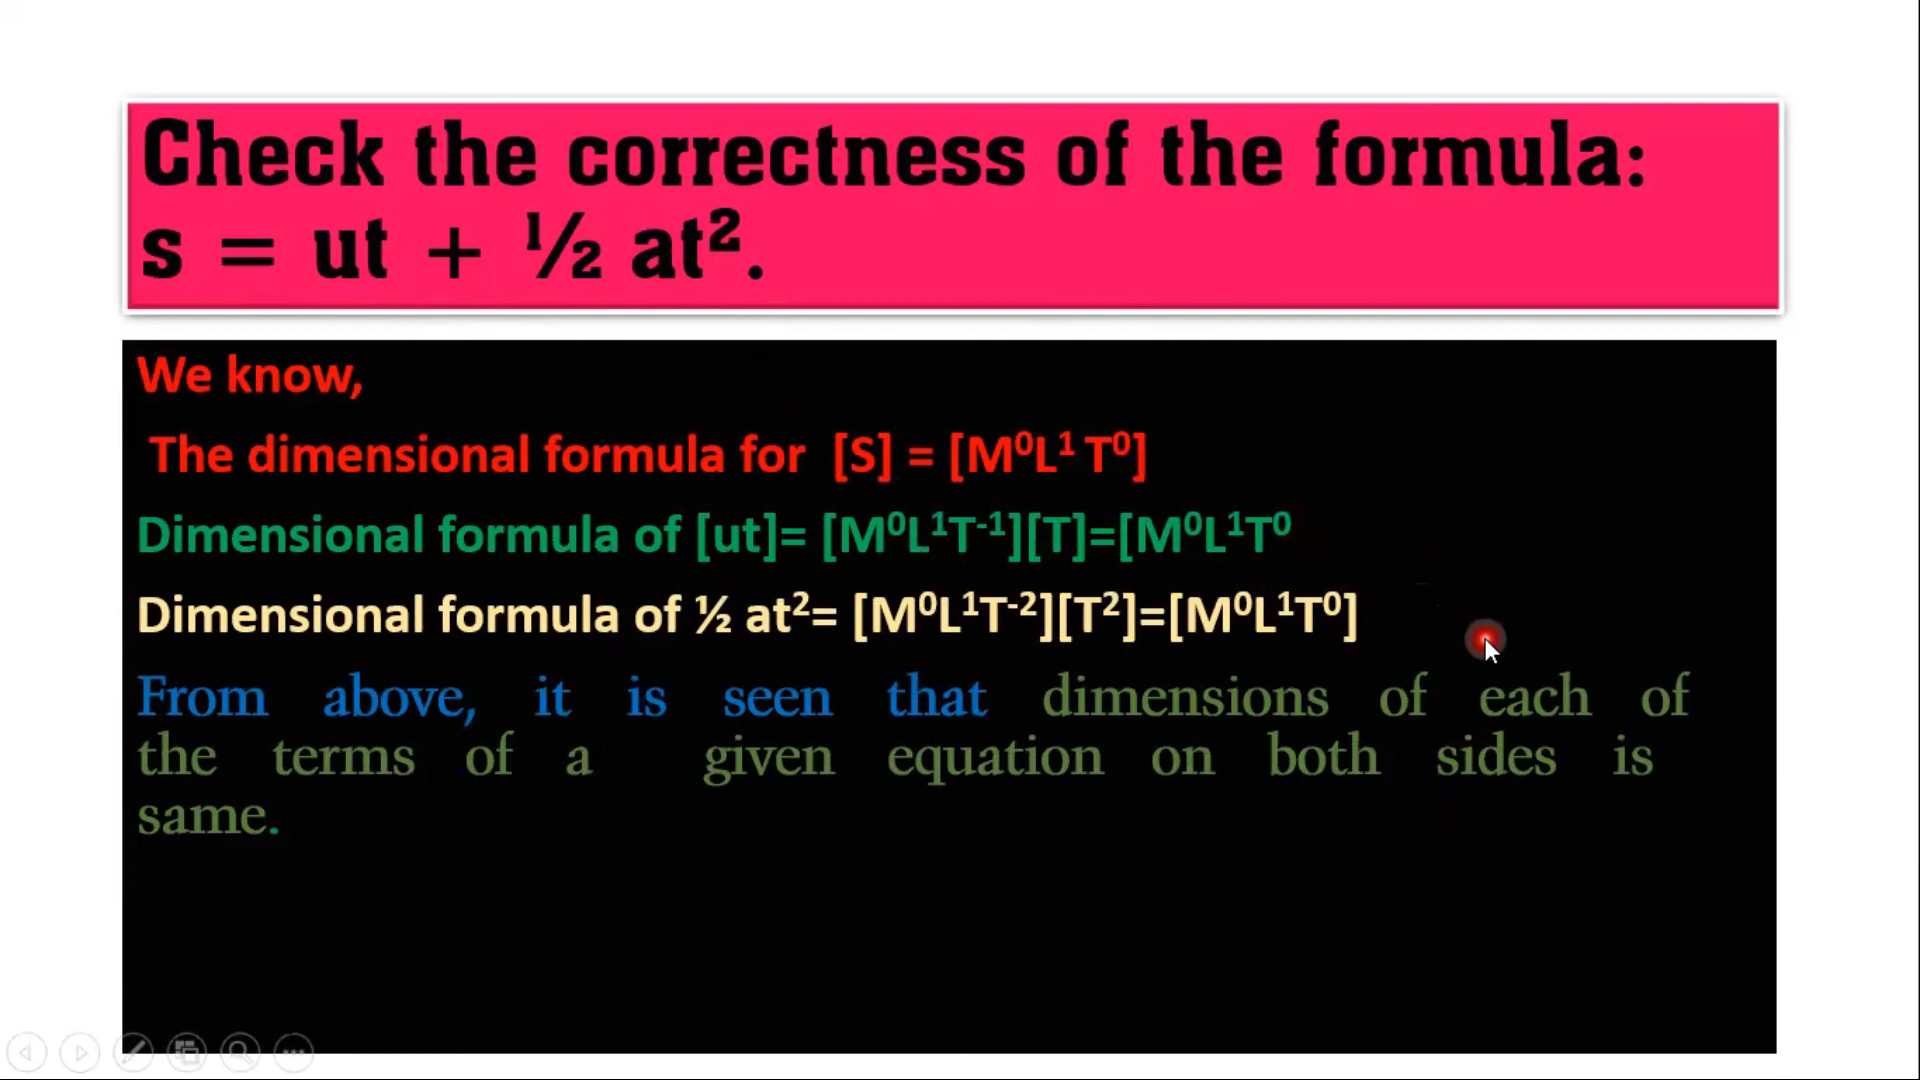 Check the correctness of the formula:
s = ut + ½ at².
We know,
The dimensional formula for [S] = [M⁰L¹ T⁰]
Dimensional formula of [ut]= [M⁰L¹T⁻¹][T]=[M⁰L¹T⁰
Dimensional formula of ½ at²= [M⁰L¹T⁻²][T²]=[M⁰L¹T⁰]
From above, it is seen that dimensions of each of
the terms of a given equation on both sides is
same.